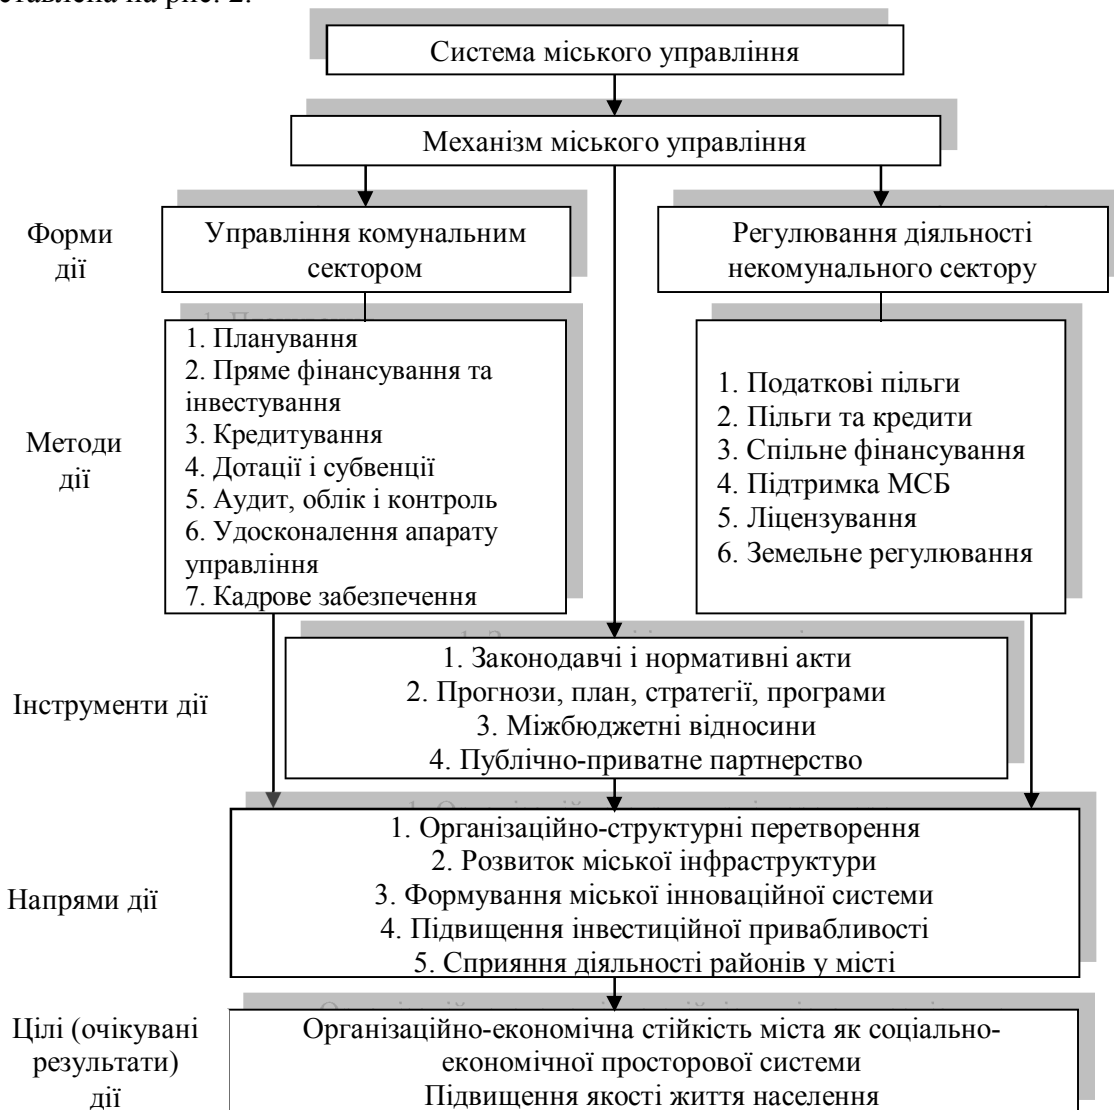 Система міського управління
Механізм міського управління
Форми
дії
Управління комунальним
сектором
Регулювання діяльності
некомунального сектору
Методи
дії
1. Планування
2. Пряме фінансування та
інвестування
3. Кредитування
4. Дотації і субвенції
5. Аудит, облік і контроль
6. Удосконалення апарату
управління
7. Кадрове забезпечення
1. Податкові пільги
2. Пільги та кредити
3. Спільне фінансування
4. Підтримка МСБ
5. Ліцензування
6. Земельне регулювання
Інструменти дії
1. Законодавчі і нормативні акти
2. Прогнози, план, стратегії, програми
3. Міжбюджетні відносини
4. Публічно-приватне партнерство
Напрями дії
1. Організаційно-структурні перетворення
2. Розвиток міської інфраструктури
3. Формування міської інноваційної системи
4. Підвищення інвестиційної привабливості
5. Сприяння діяльності районів у місті
Цілі (очікувані
результати)
дії
Організаційно-економічна стійкість міста як соціально-
економічної просторової системи
Підвищення якості життя населення